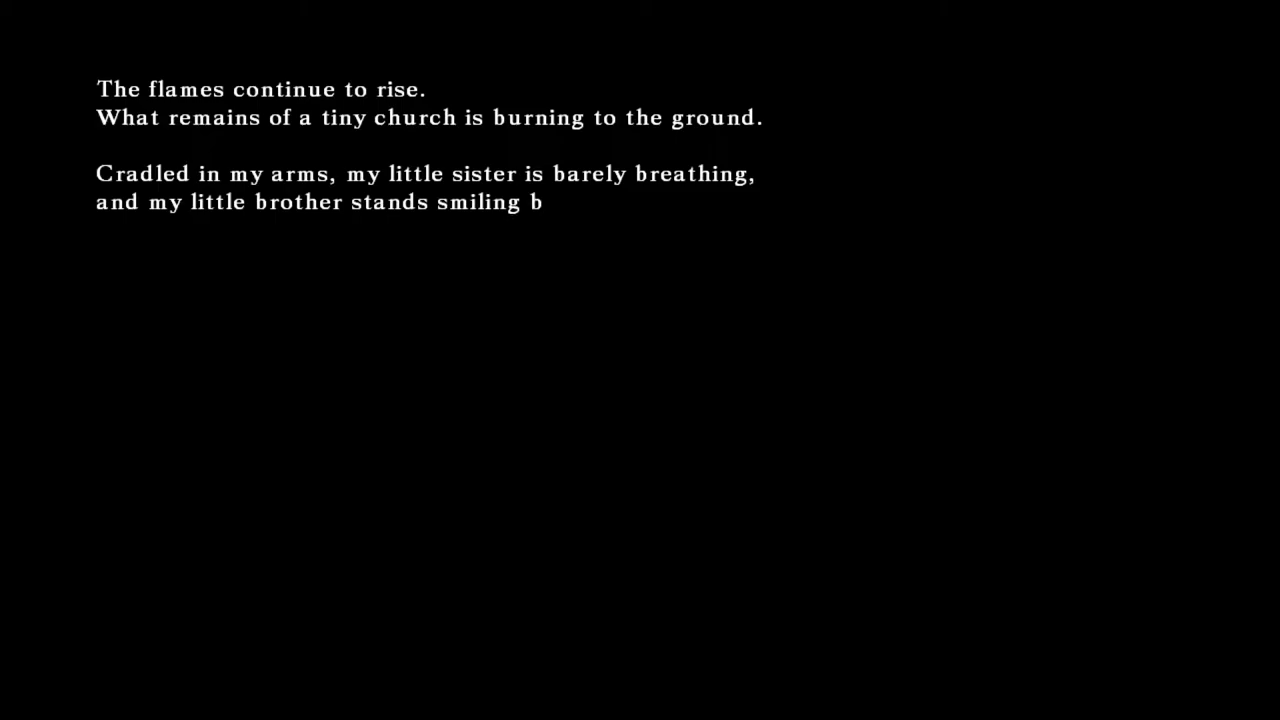 The flames continue to rise.
What remains of a tiny church is burning to the ground.
Cradled in my arms, my little sister is barely breathing,
and my little brother stands smiling b